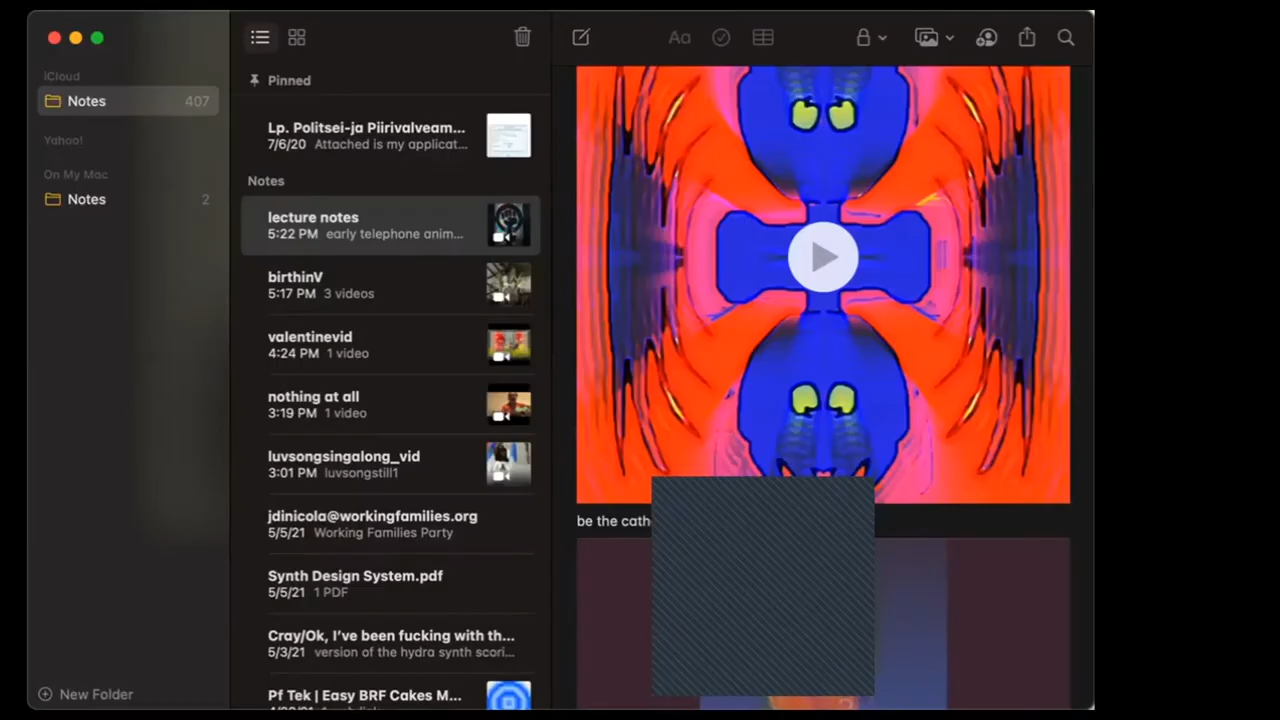 iCloud
Notes 407
Yahoo!
On My Mac
Notes 2
New Folder
Pinned
Lp. Politsei-ja Piirivalveam...
7/6/20 Attached is my applicat...
Notes
lecture notes
5:22 PM early telephone anim...
birthinV
5:17 PM 3 videos
valentinevid
4:24 PM 1 video
nothing at all
3:19 PM 1 video
luvsongsingalong_vid
3:01 PM luvsongstill1
jdinicola@workingfamilies.org
5/5/21 Working Families Party
Synth Design System.pdf
5/5/21 1 PDF
Cray/Ok, I've been fucking with th...
5/3/21 version of the hydra synth scori...
Pf Tek | Easy BRF Cakes M...
Aa
be the cath